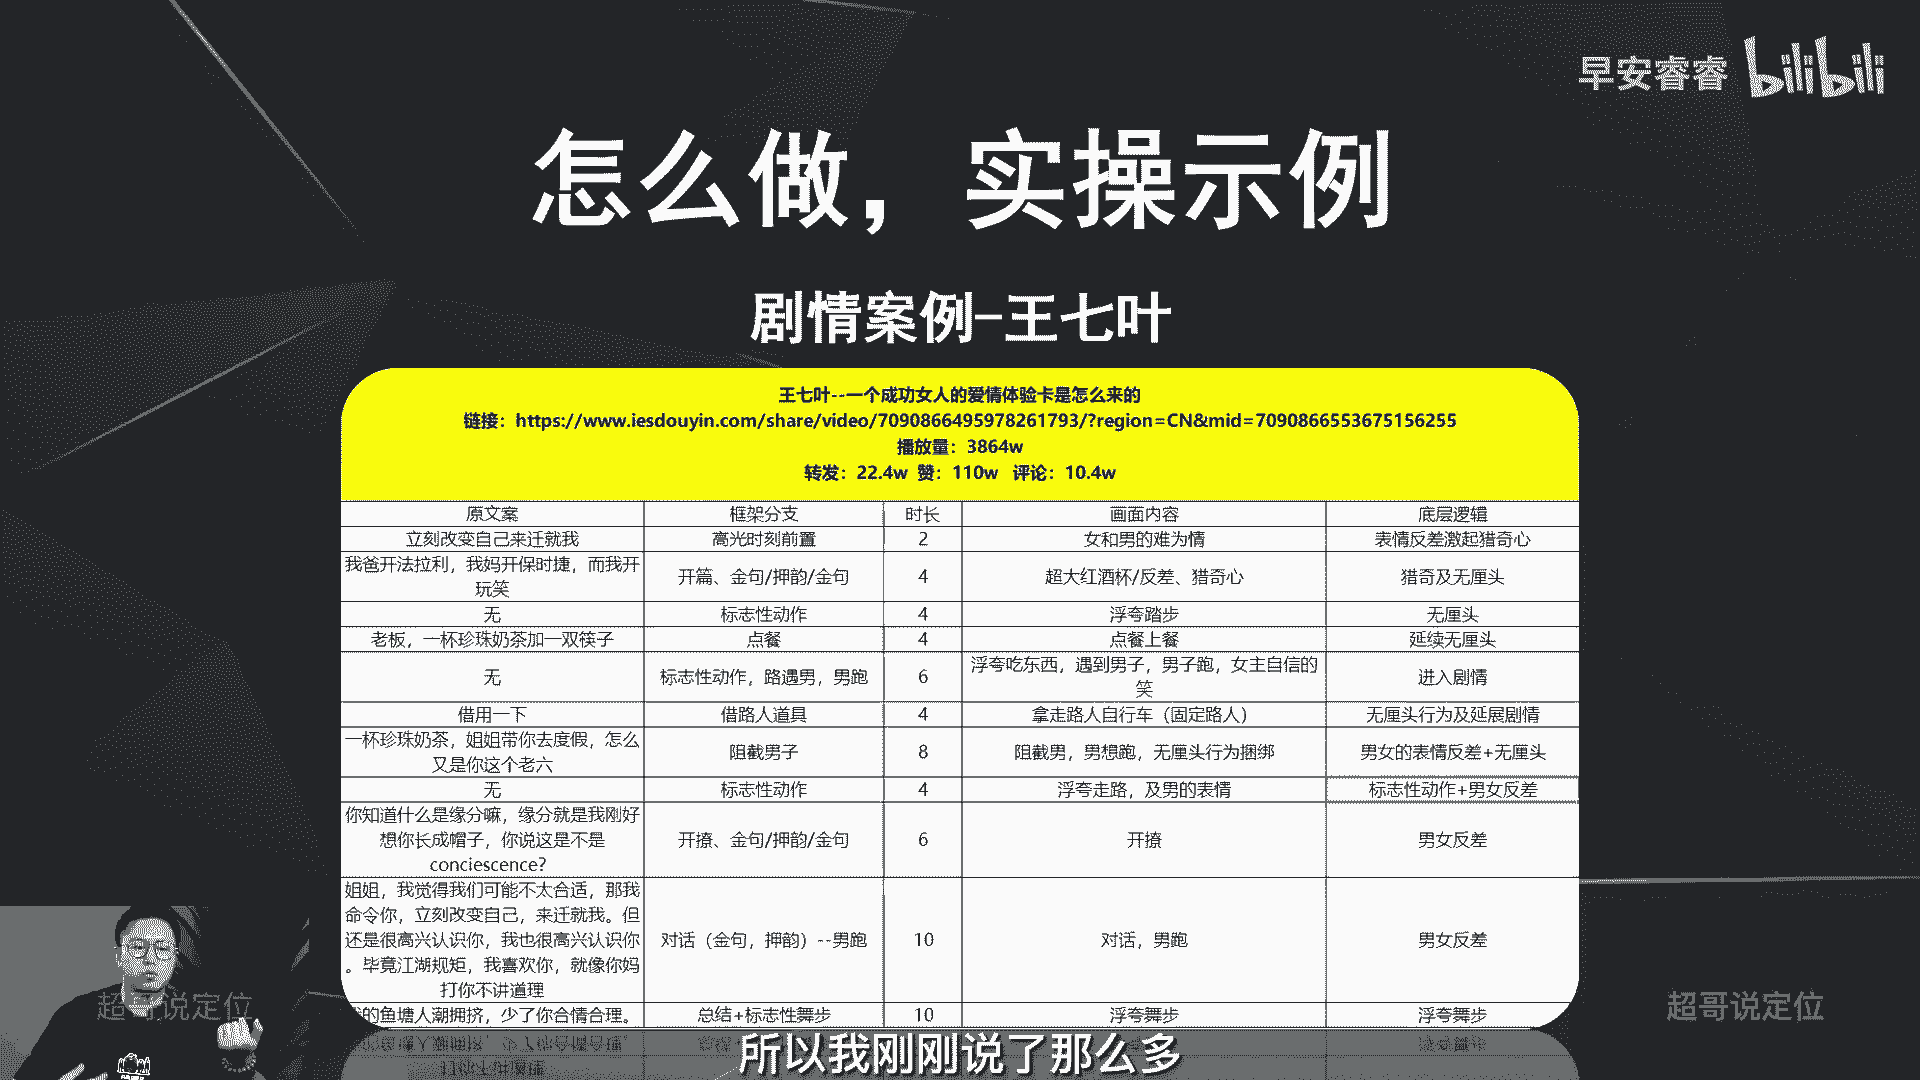 早安睿睿 bilibili
怎么做，实操示例
剧情案例-王七叶
王七叶--一个成功女人的爱情体验卡是怎么来的
链接：https://www.iesdouyin.com/share/video/7090866495978261793/?region=CN&mid=7090866553675156255
播放量：3864w
转发：22.4w 赞：110w 评论：10.4w
原文案 框架分支 时长 画面内容 底层逻辑
立刻改变自己来迁就我 高光时刻前置 2 女和男的难为情 表情反差激起猎奇心
我爸开法拉利，我妈开保时捷，而我开
玩笑
开篇、金句/押韵/金句 4 超大红酒杯/反差、猎奇心 猎奇及无厘头
无 标志性动作 4 浮夸踏步 无厘头
老板，一杯珍珠奶茶加一双筷子 点餐 4 点餐上餐 延续无厘头
无 标志性动作，路遇男，男跑 6
浮夸吃东西，遇到男子，男子跑，女主自信的
笑
进入剧情
借用一下 借路人道具 4 拿走路人自行车（固定路人） 无厘头行为及延展剧情
一杯珍珠奶茶，姐姐带你去度假，怎么
又是你这个老六
阻截男子 8 阻截男，男想跑，无厘头行为捆绑 男女的表情反差+无厘头
无 标志性动作 4 浮夸走路，及男的表情 标志性动作+男女反差
你知道什么是缘分嘛，缘分就是我刚好
想你长成帽子，你说这是不是
conciescence?
开撩、金句/押韵/金句 6 开撩 男女反差
姐姐，我觉得我们可能不太合适，那我
命令你，立刻改变自己，来迁就我。但
还是很高兴认识你，我也很高兴认识你
。毕竟江湖规矩，我喜欢你，就像你妈
打你不讲道理
对话（金句，押韵）--男跑 10 对话，男跑 男女反差
的鱼塘人潮拥挤，少了你合情合理。 总结+标志性舞步 10 浮夸舞步 浮夸舞步
超哥说定位
超哥说定位
所以我刚刚说了那么多